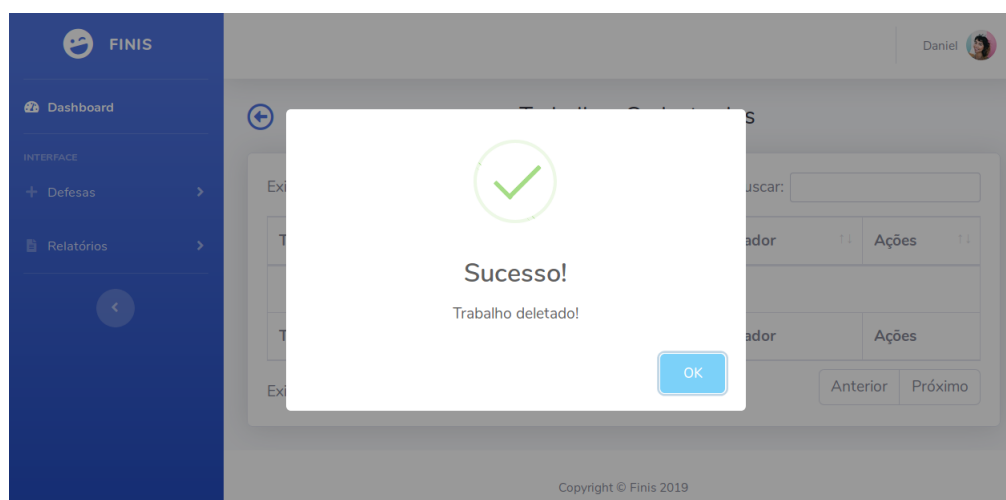 FINIS
Daniel
Dashboard
INTERFACE
Defesas
Relatórios
Buscar:
Ações
Sucesso!
Trabalho deletado!
OK
Ações
Anterior Próximo
Copyright © Finis 2019